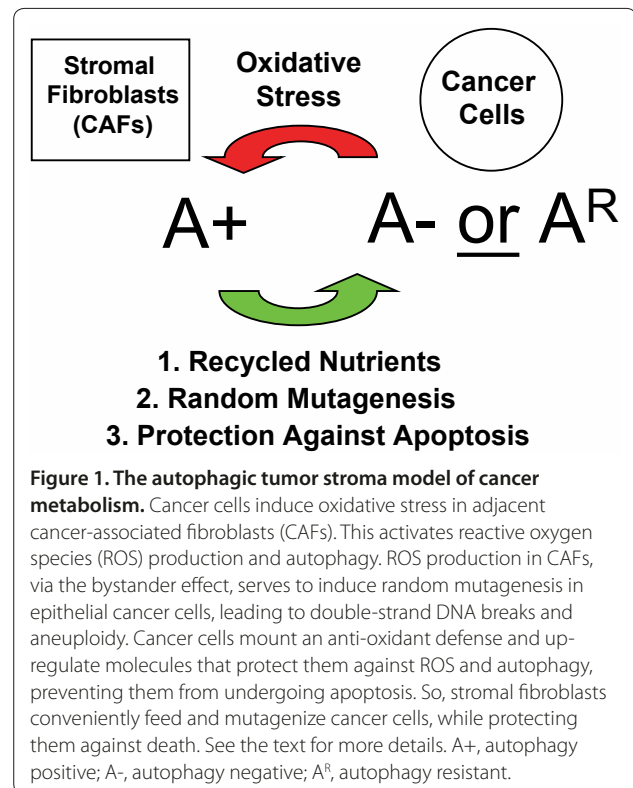 Stromal
Fibroblasts
(CAFs)
Oxidative
Stress
Cancer
Cells
A+
A- or Aᴿ
1. Recycled Nutrients
2. Random Mutagenesis
3. Protection Against Apoptosis
Figure 1. The autophagic tumor stroma model of cancer
metabolism. Cancer cells induce oxidative stress in adjacent
cancer-associated fibroblasts (CAFs). This activates reactive oxygen
species (ROS) production and autophagy. ROS production in CAFs,
via the bystander effect, serves to induce random mutagenesis in
epithelial cancer cells, leading to double-strand DNA breaks and
aneuploidy. Cancer cells mount an anti-oxidant defense and up-
regulate molecules that protect them against ROS and autophagy,
preventing them from undergoing apoptosis. So, stromal fibroblasts
conveniently feed and mutagenize cancer cells, while protecting
them against death. See the text for more details. A+, autophagy
positive; A-, autophagy negative; Aᴿ, autophagy resistant.